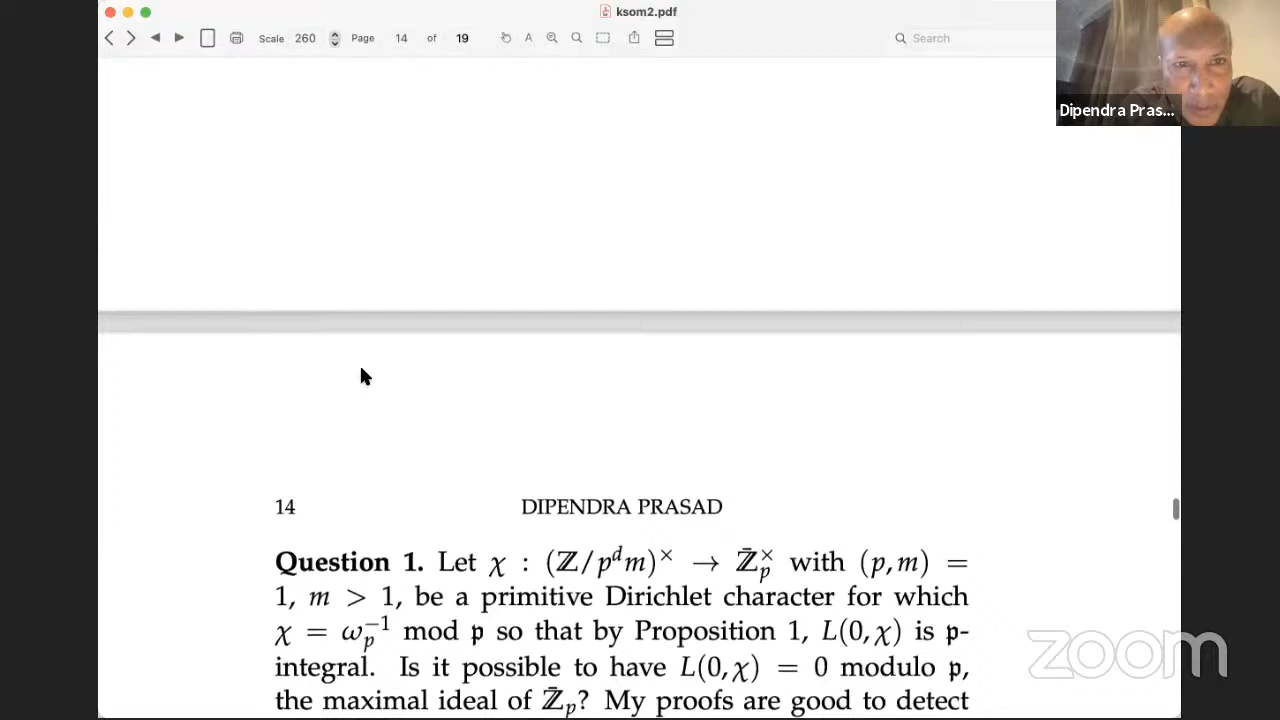 ksom2.pdf
Scale 260 Page 14 of 19 A Search
Dipendra Pras...
14 DIPENDRA PRASAD
Question 1. Let χ : (ℤ/p^d m)^× → ℤ̄_p^× with (p, m) =
1, m > 1, be a primitive Dirichlet character for which
χ = ω_p^{-1} mod 𝔭 so that by Proposition 1, L(0, χ) is 𝔭-
integral. Is it possible to have L(0, χ) = 0 modulo 𝔭,
the maximal ideal of ℤ̄_p? My proofs are good to detect
zoom